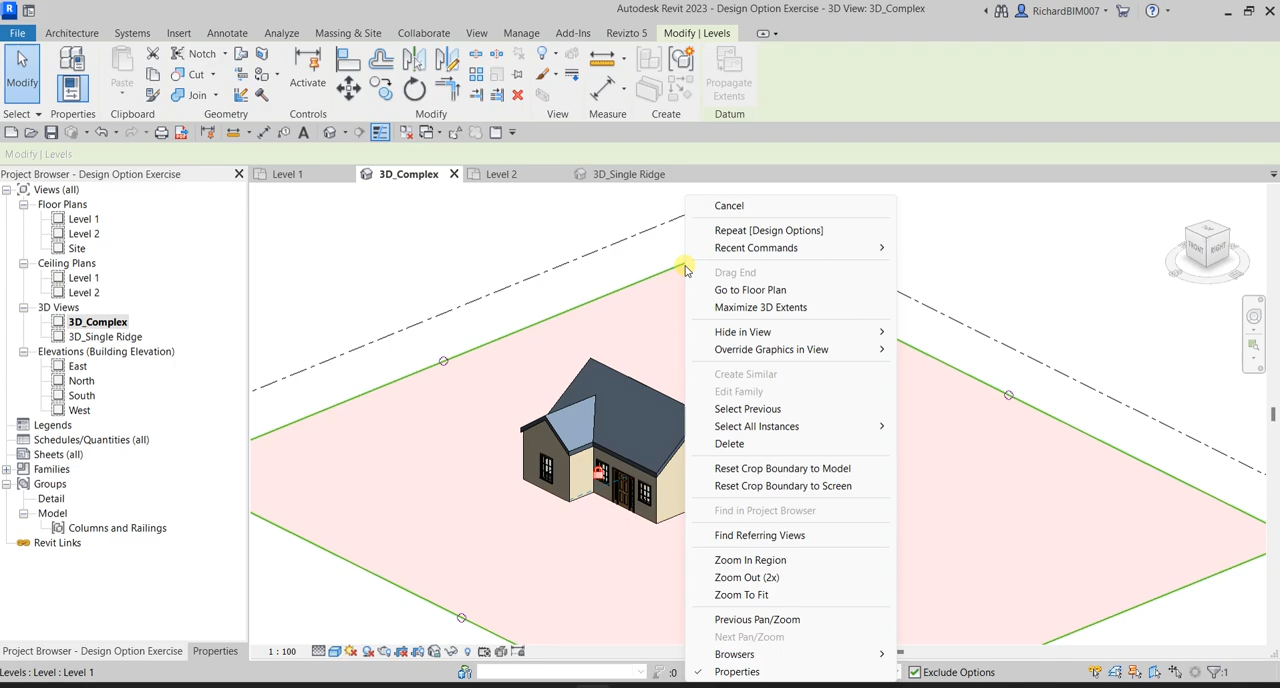 Autodesk Revit 2023 - Design Option Exercise - 3D View: 3D_Complex
RichardBIM007
File Architecture Systems Insert Annotate Analyze Massing & Site Collaborate View Manage Add-Ins Revizto 5 Modify | Levels
Modify
Paste
Notch
Cut
Join
Activate
Propagate
Extents
Select Properties Clipboard Geometry Controls Modify View Measure Create Datum
Modify | Levels
Project Browser - Design Option Exercise
Level 1
3D_Complex
Level 2
3D_Single Ridge
Views (all)
Floor Plans
Level 1
Level 2
Site
Ceiling Plans
Level 1
Level 2
3D Views
3D_Complex
3D_Single Ridge
Elevations (Building Elevation)
East
North
South
West
Legends
Schedules/Quantities (all)
Sheets (all)
Families
Groups
Detail
Model
Columns and Railings
Revit Links
Project Browser - Design Option Exercise Properties
Cancel
Repeat [Design Options]
Recent Commands
Drag End
Go to Floor Plan
Maximize 3D Extents
Hide in View
Override Graphics in View
Create Similar
Edit Family
Select Previous
Select All Instances
Delete
Reset Crop Boundary to Model
Reset Crop Boundary to Screen
Find in Project Browser
Find Referring Views
Zoom In Region
Zoom Out (2x)
Zoom To Fit
Previous Pan/Zoom
Next Pan/Zoom
Browsers
Properties
TOP
FRONT
RIGHT
1 : 100
Levels : Level : Level 1
:0
Exclude Options
:1